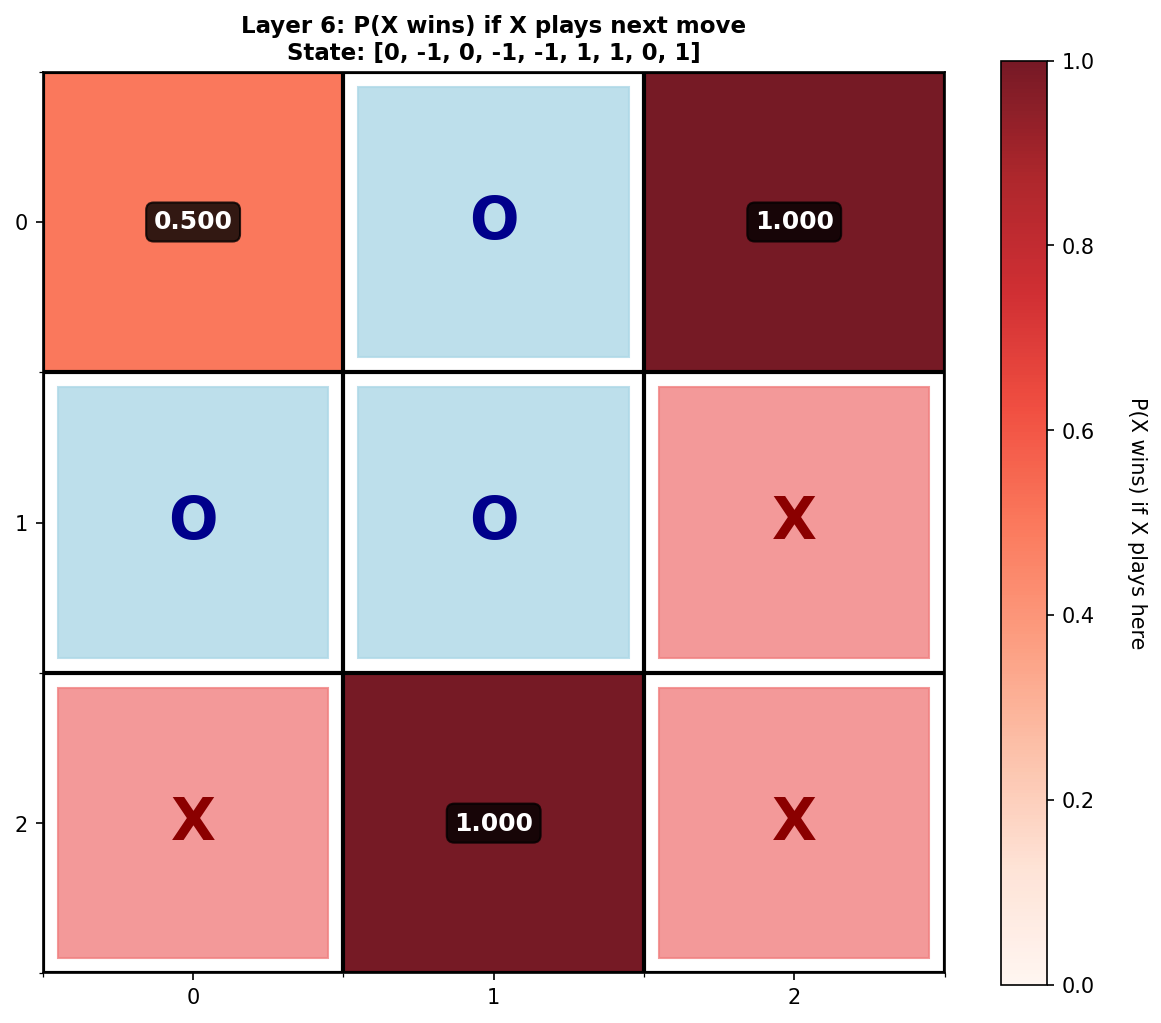 Layer 6: P(X wins) if X plays next move
State: [0, -1, 0, -1, -1, 1, 1, 0, 1]
0.500 O 1.000
O O X
X 1.000 X
0
1
2
0 1 2
1.0
0.8
0.6
0.4
0.2
0.0
P(X wins) if X plays here